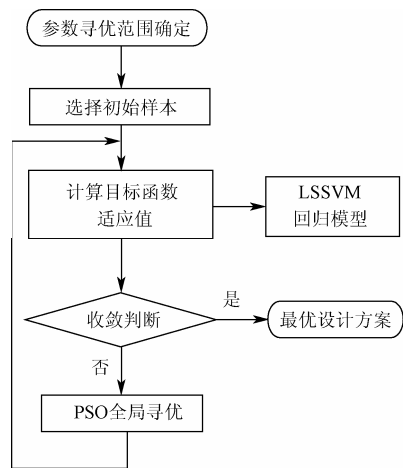 参数寻优范围确定
选择初始样本
计算目标函数
适应值
LSSVM
回归模型
收敛判断
是
最优设计方案
否
PSO全局寻优